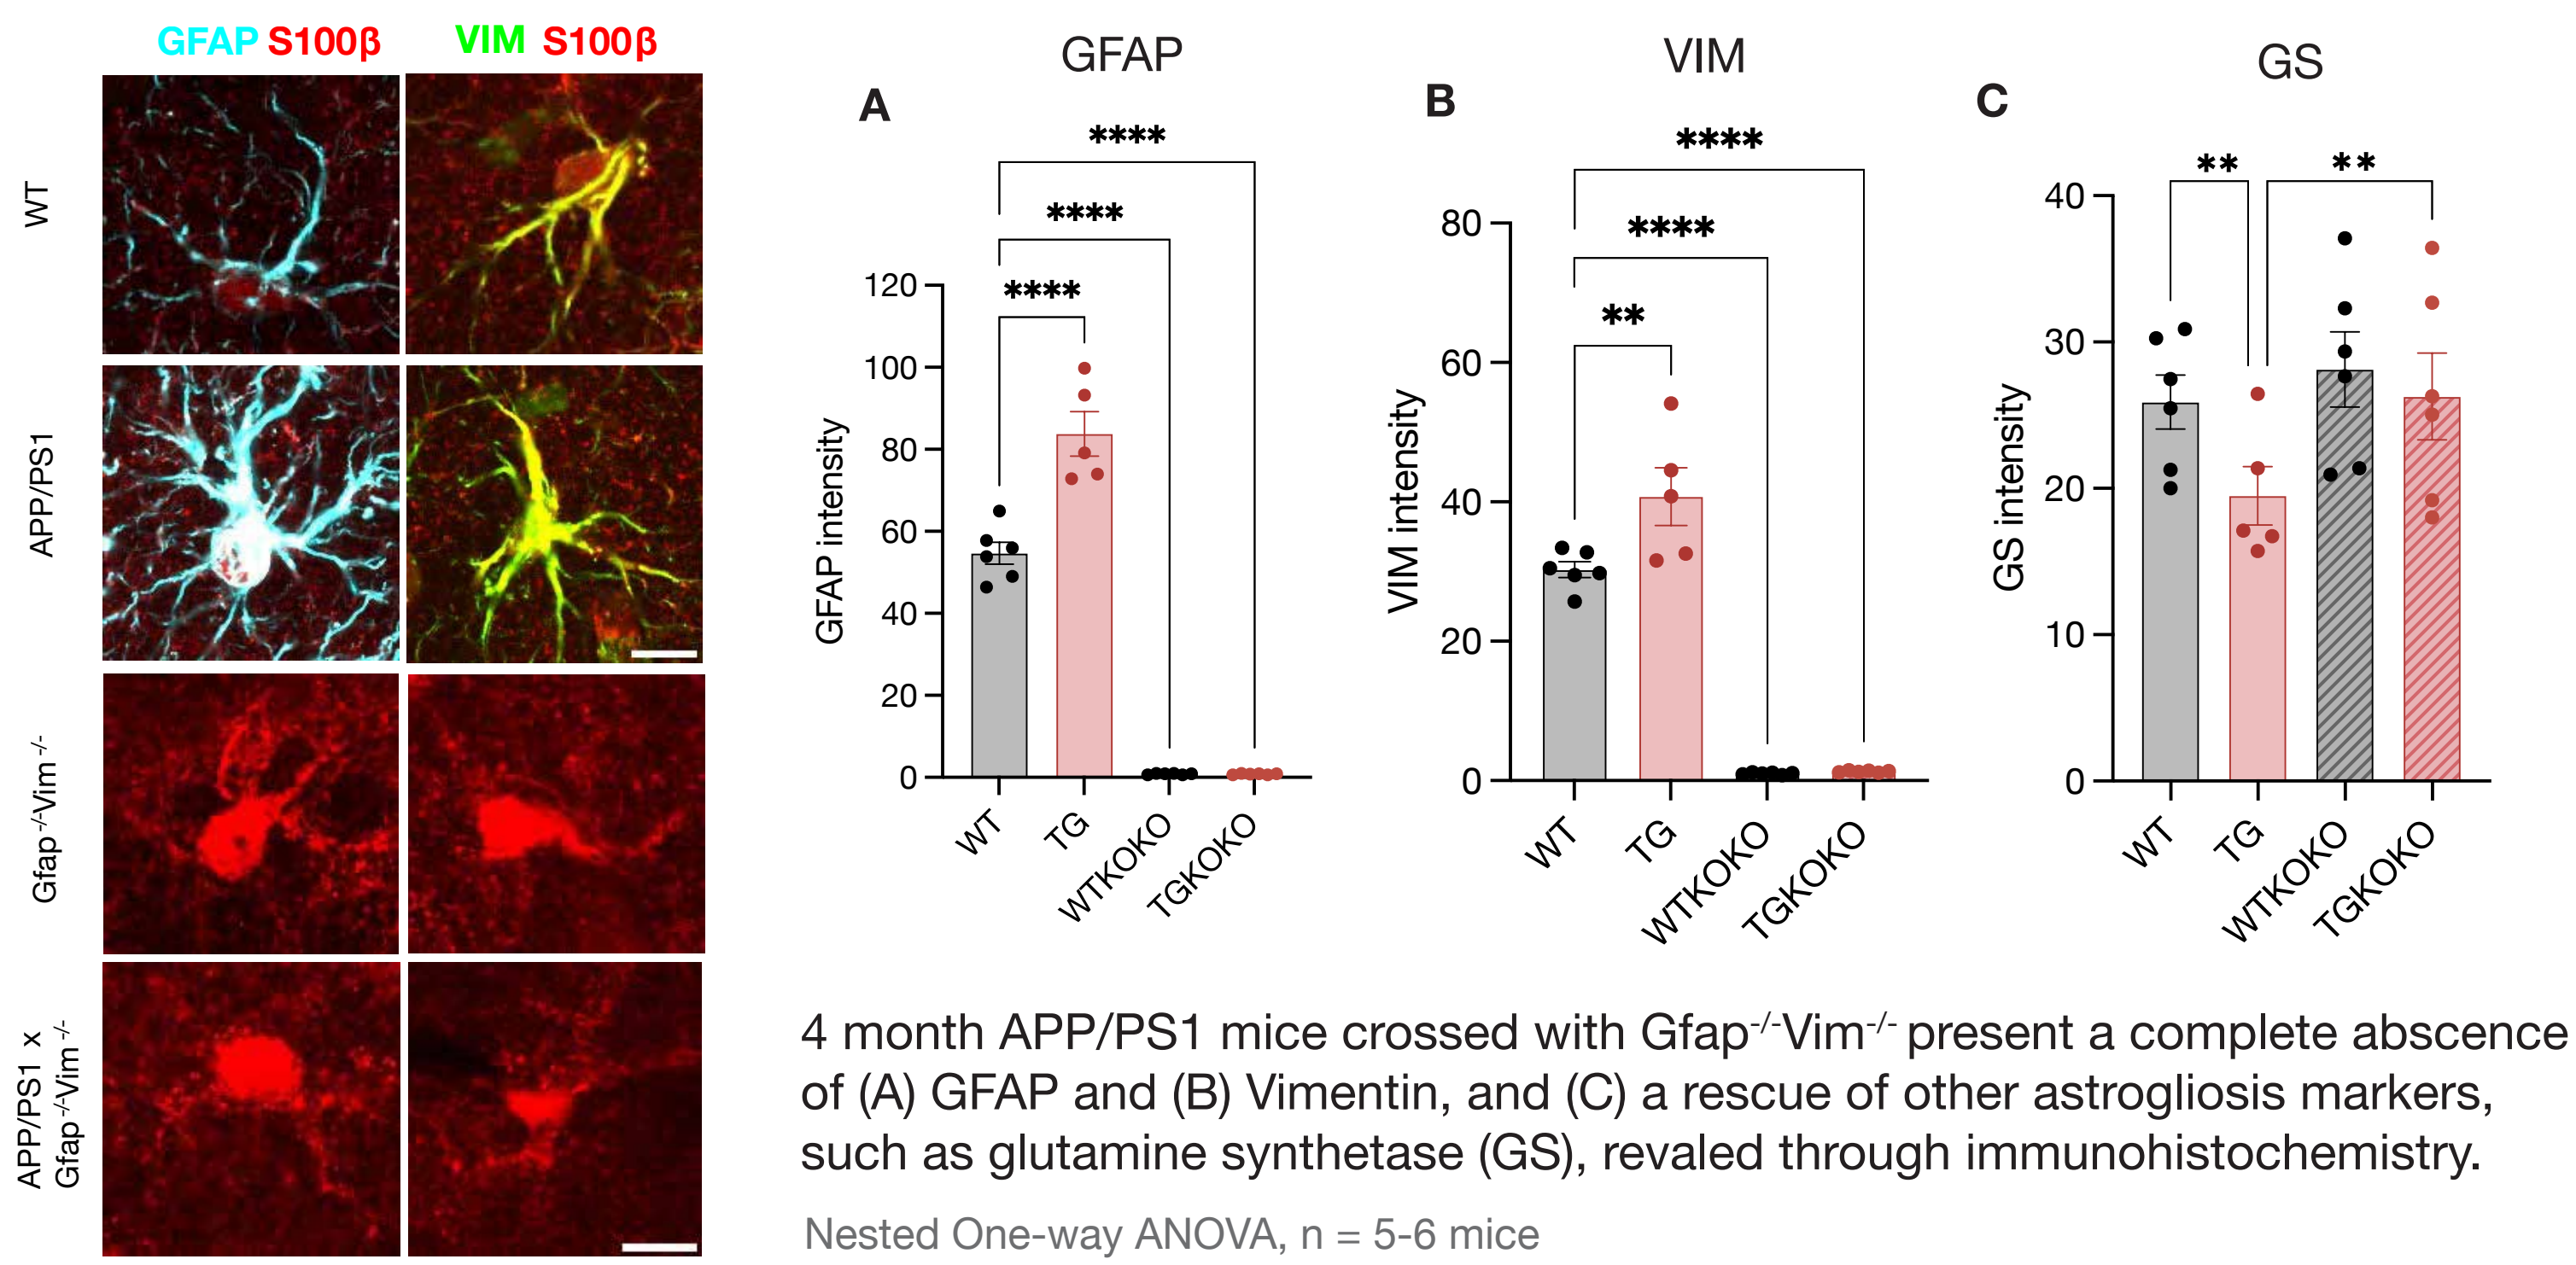 GFAP S100β
VIM S100β
WT
APP/PS1
Gfap-/-Vim-/-
APP/PS1 x
Gfap-/-Vim-/-
GFAP
A
****
****
****
GFAP intensity
120
100
80
60
40
20
0
WT
TG
WTKOKO
TGKOKO
VIM
B
****
****
**
VIM intensity
80
60
40
20
0
WT
TG
WTKOKO
TGKOKO
GS
C
**
**
GS intensity
40
30
20
10
0
WT
TG
WTKOKO
TGKOKO
4 month APP/PS1 mice crossed with Gfap-/-Vim-/- present a complete abscence
of (A) GFAP and (B) Vimentin, and (C) a rescue of other astrogliosis markers,
such as glutamine synthetase (GS), revaled through immunohistochemistry.
Nested One-way ANOVA, n = 5-6 mice